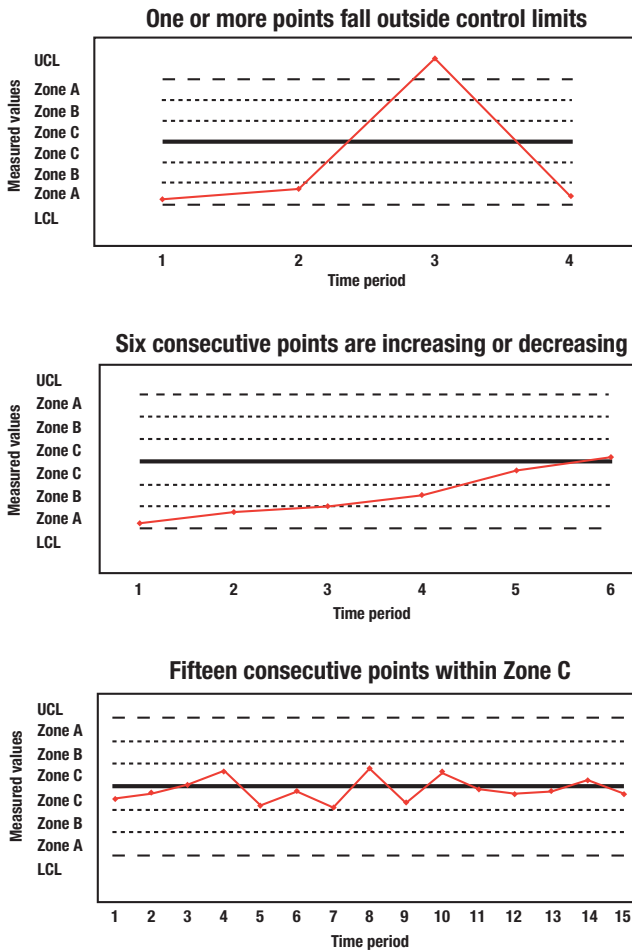 One or more points fall outside control limits
Measured values
UCL
Zone A
Zone B
Zone C
Zone C
Zone B
Zone A
LCL
1 2 3 4
Time period
Six consecutive points are increasing or decreasing
Measured values
UCL
Zone A
Zone B
Zone C
Zone C
Zone B
Zone A
LCL
1 2 3 4 5 6
Time period
Fifteen consecutive points within Zone C
Measured values
UCL
Zone A
Zone B
Zone C
Zone C
Zone B
Zone A
LCL
1 2 3 4 5 6 7 8 9 10 11 12 13 14 15
Time period